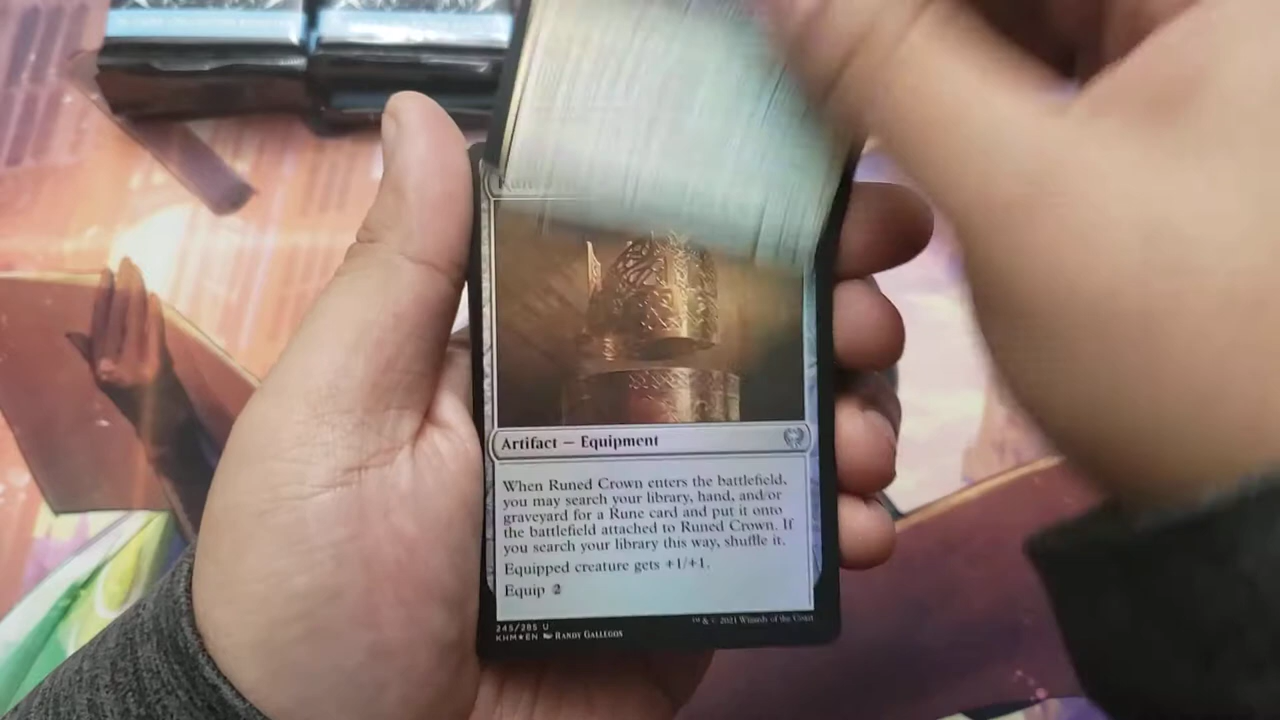 Artifact — Equipment
When Runed Crown enters the battlefield,
you may search your library, hand, and/or
graveyard for a Rune card and put it onto
the battlefield attached to Runed Crown. If
you search your library this way, shuffle it.
Equipped creature gets +1/+1.
Equip 2
245/285 U
KHM★EN Randy Gallegos
™ & © 2021 Wizards of the Coast